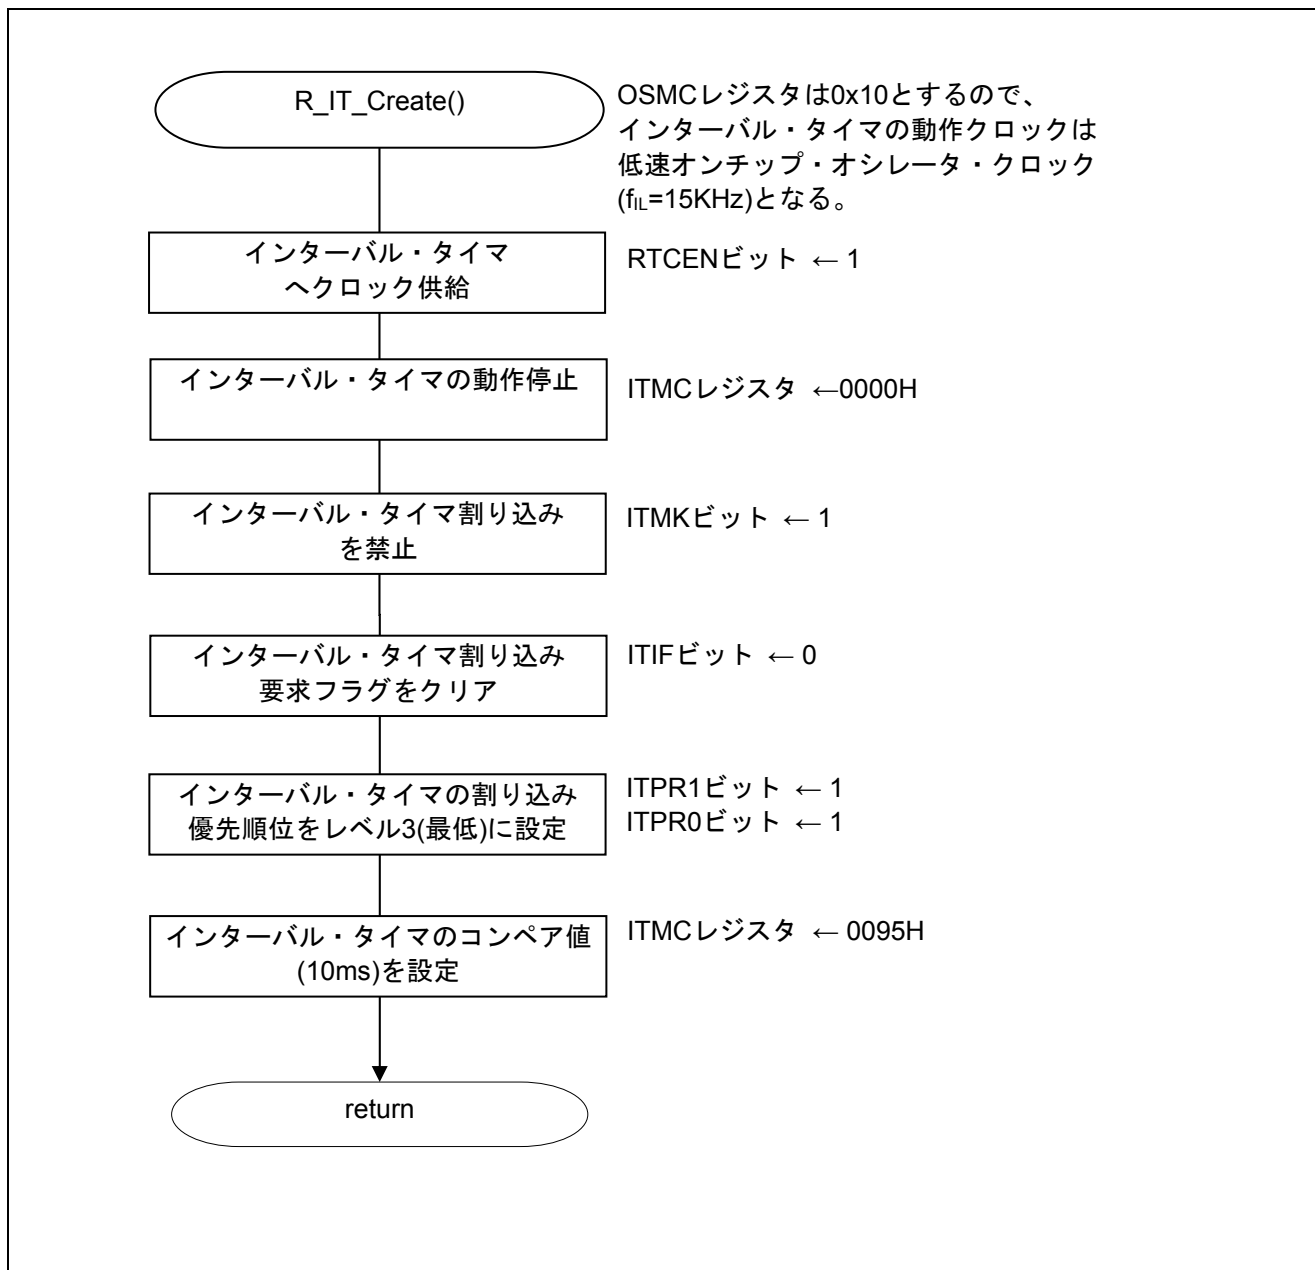 R_IT_Create()
OSMCレジスタは0x10とするので、
インターバル・タイマの動作クロックは
低速オンチップ・オシレータ・クロック
(fIL=15KHz)となる。
インターバル・タイマ
へクロック供給
RTCENビット ← 1
インターバル・タイマの動作停止
ITMCレジスタ ←0000H
インターバル・タイマ割り込み
を禁止
ITMKビット ← 1
インターバル・タイマ割り込み
要求フラグをクリア
ITIFビット ← 0
インターバル・タイマの割り込み
優先順位をレベル3(最低)に設定
ITPR1ビット ← 1
ITPR0ビット ← 1
インターバル・タイマのコンペア値
(10ms)を設定
ITMCレジスタ ← 0095H
return